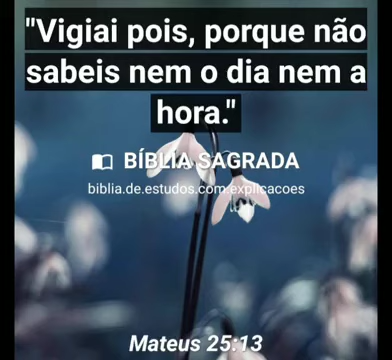 "Vigiai pois, porque não
sabeis nem o dia nem a
hora."
BÍBLIA SAGRADA
biblia.de.estudos.com.explicacoes
Mateus 25:13